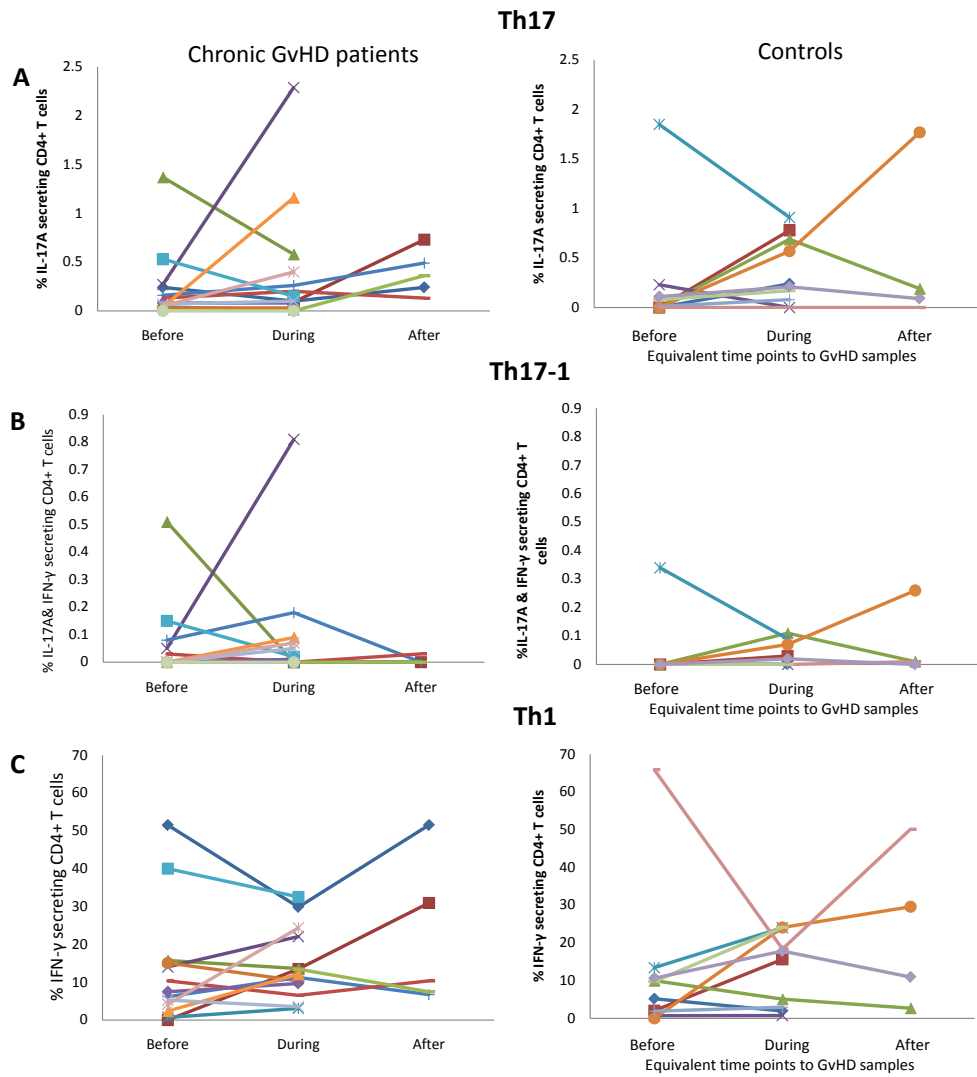 Th17
Chronic GvHD patients
Controls
A
% IL-17A secreting CD4+ T cells
2.5
2
1.5
1
0.5
0
Before During After
% IL-17A secreting CD4+ T cells
2.5
2
1.5
1
0.5
0
Before During After
Equivalent time points to GvHD samples
Th17-1
B
% IL-17A& IFN-γ secreting CD4+ T cells
0.9
0.8
0.7
0.6
0.5
0.4
0.3
0.2
0.1
0
Before During After
%IL-17A & IFN-γ secreting CD4+ T
cells
0.9
0.8
0.7
0.6
0.5
0.4
0.3
0.2
0.1
0
Before During After
Equivalent time points to GvHD samples
Th1
C
% IFN-γ secreting CD4+ T cells
70
60
50
40
30
20
10
0
Before During After
% IFN-γ secreting CD4+ T cells
70
60
50
40
30
20
10
0
Before During After
Equivalent time points to GvHD samples